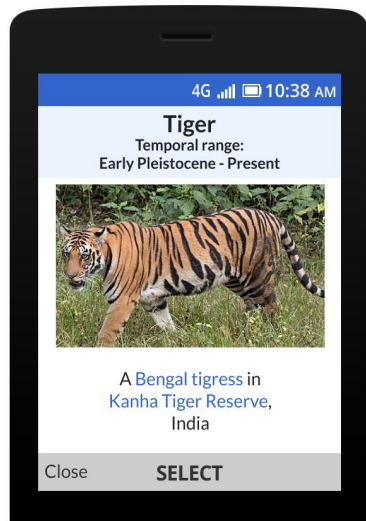 4G 10:38 AM
Tiger
Temporal range:
Early Pleistocene - Present
A Bengal tigress in
Kanha Tiger Reserve,
India
Close SELECT